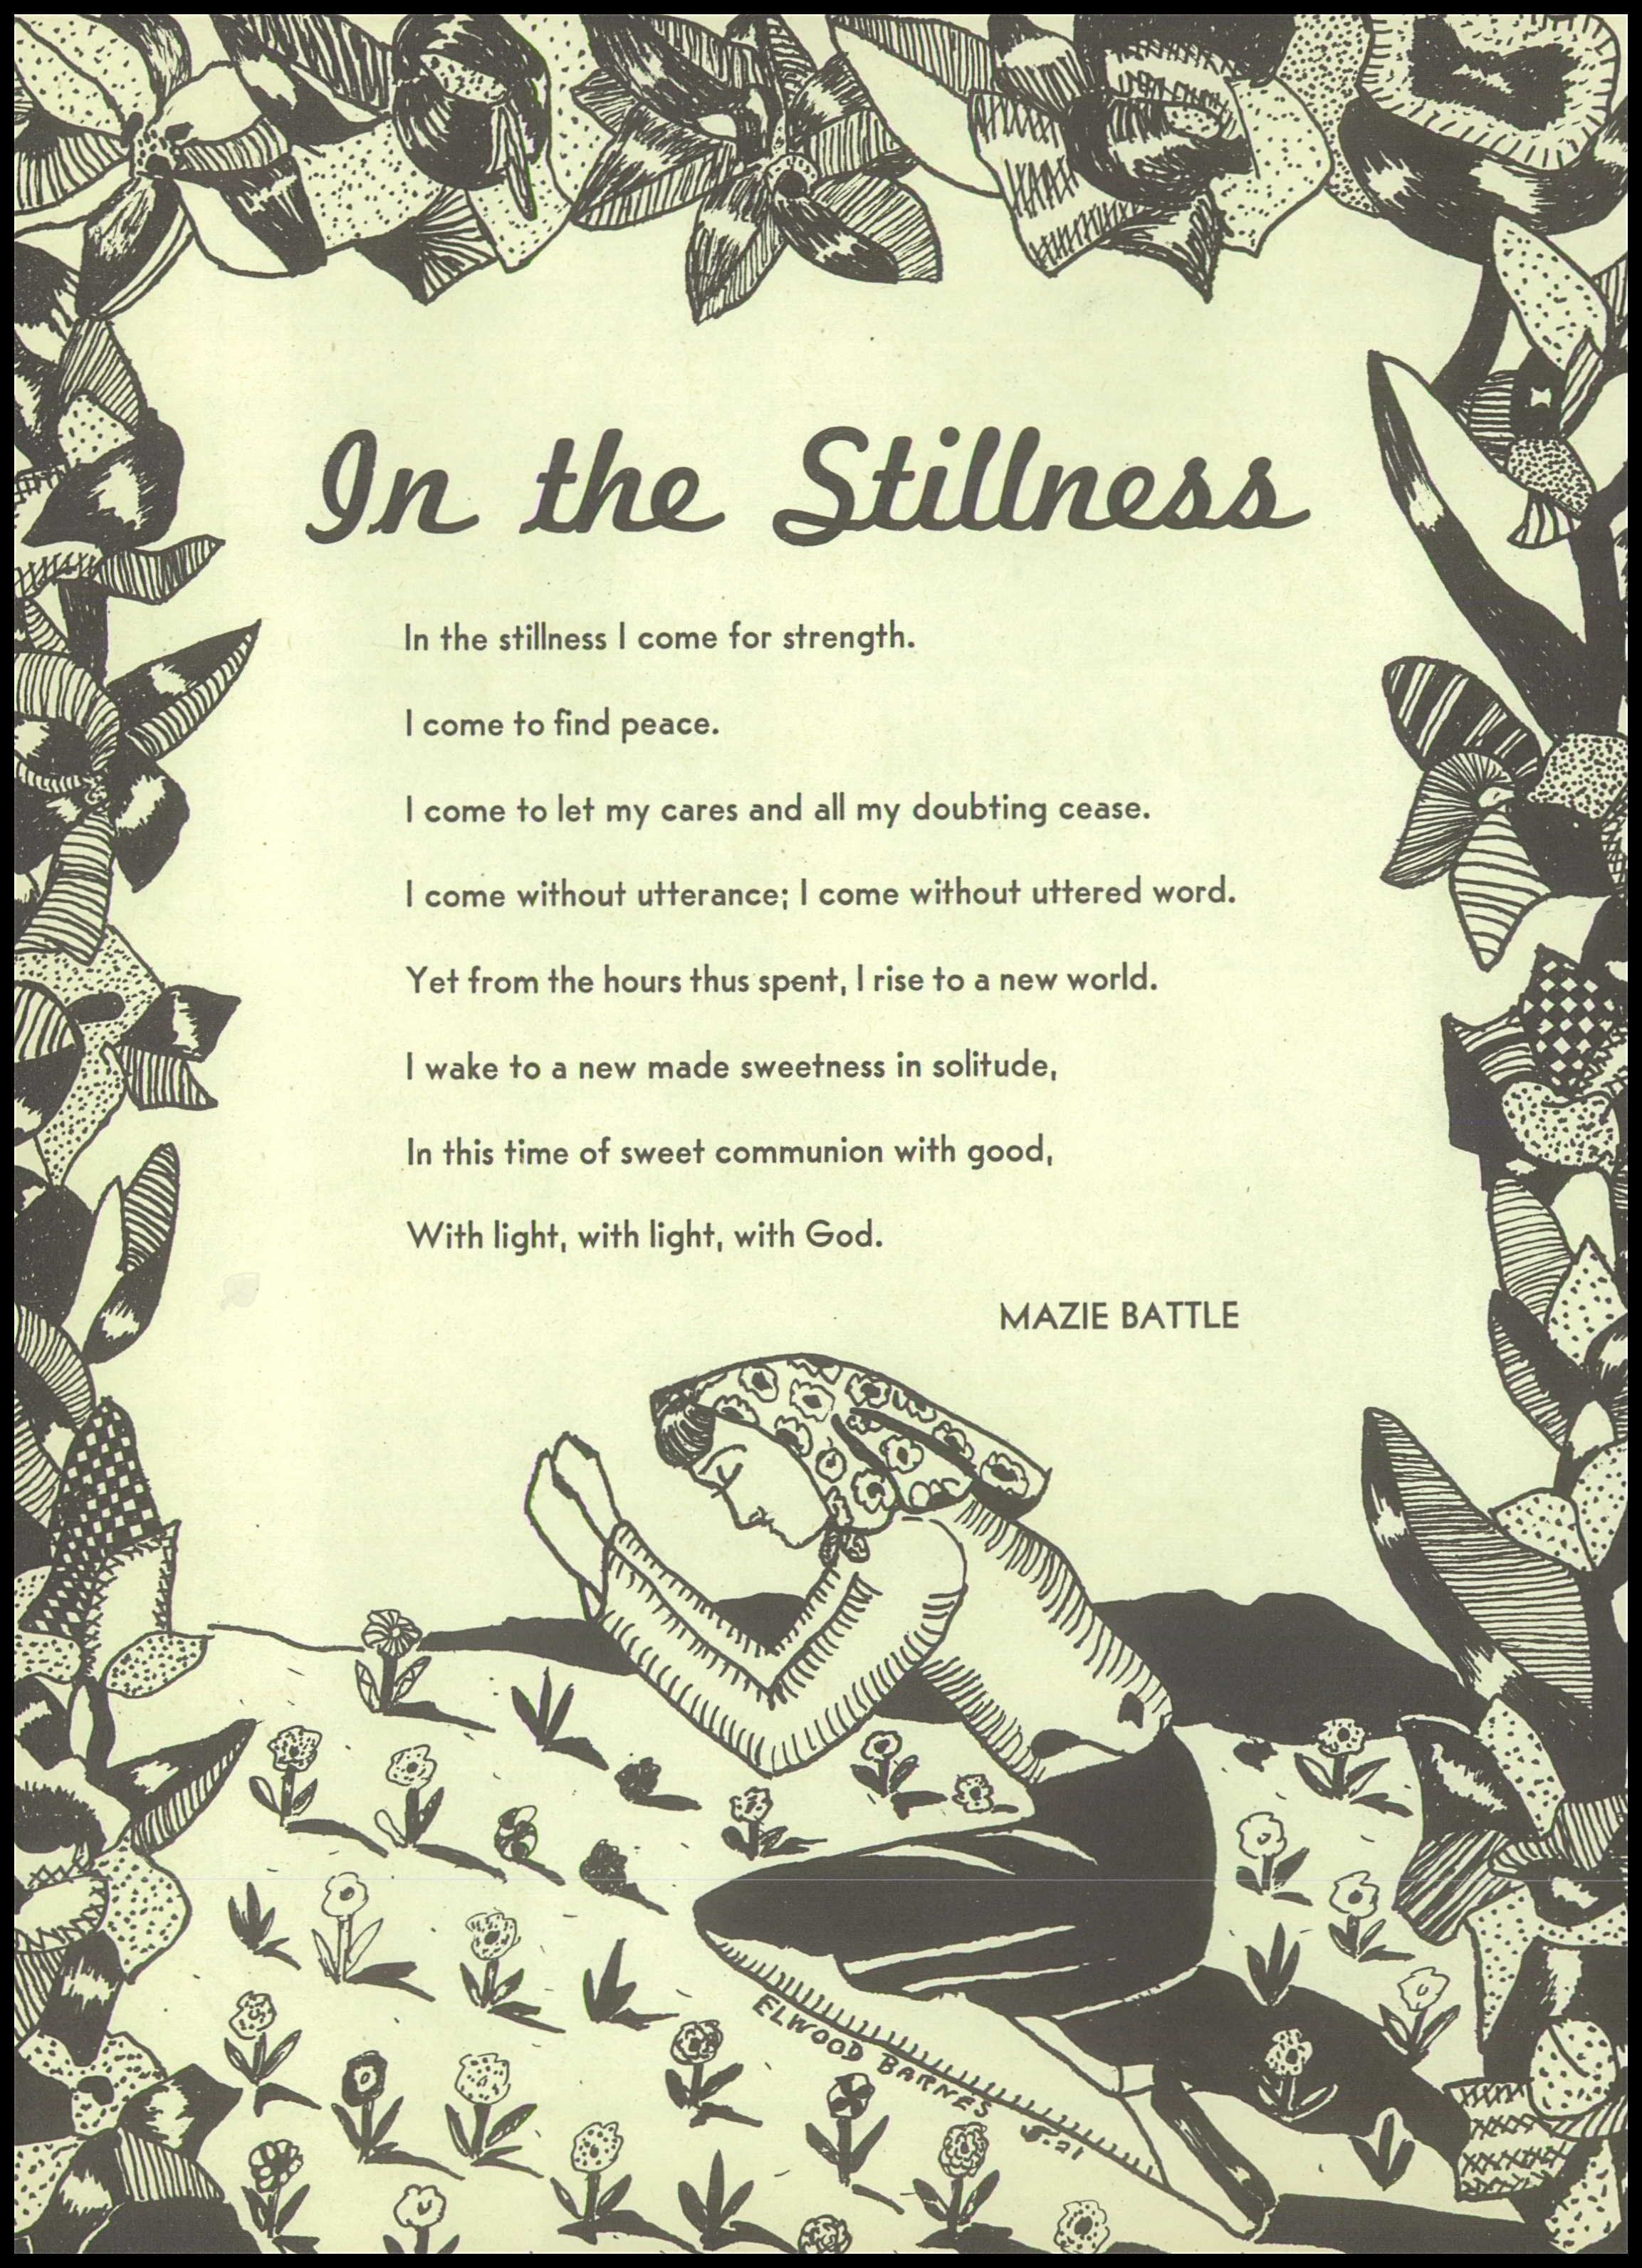 In the Stillness
In the stillness I come for strength.
I come to find peace.
I come to let my cares and all my doubting cease.
I come without utterance; I come without uttered word.
Yet from the hours thus spent, I rise to a new world.
I wake to a new made sweetness in solitude,
In this time of sweet communion with good,
With light, with light, with God.
MAZIE BATTLE
ELWOOD BARNES